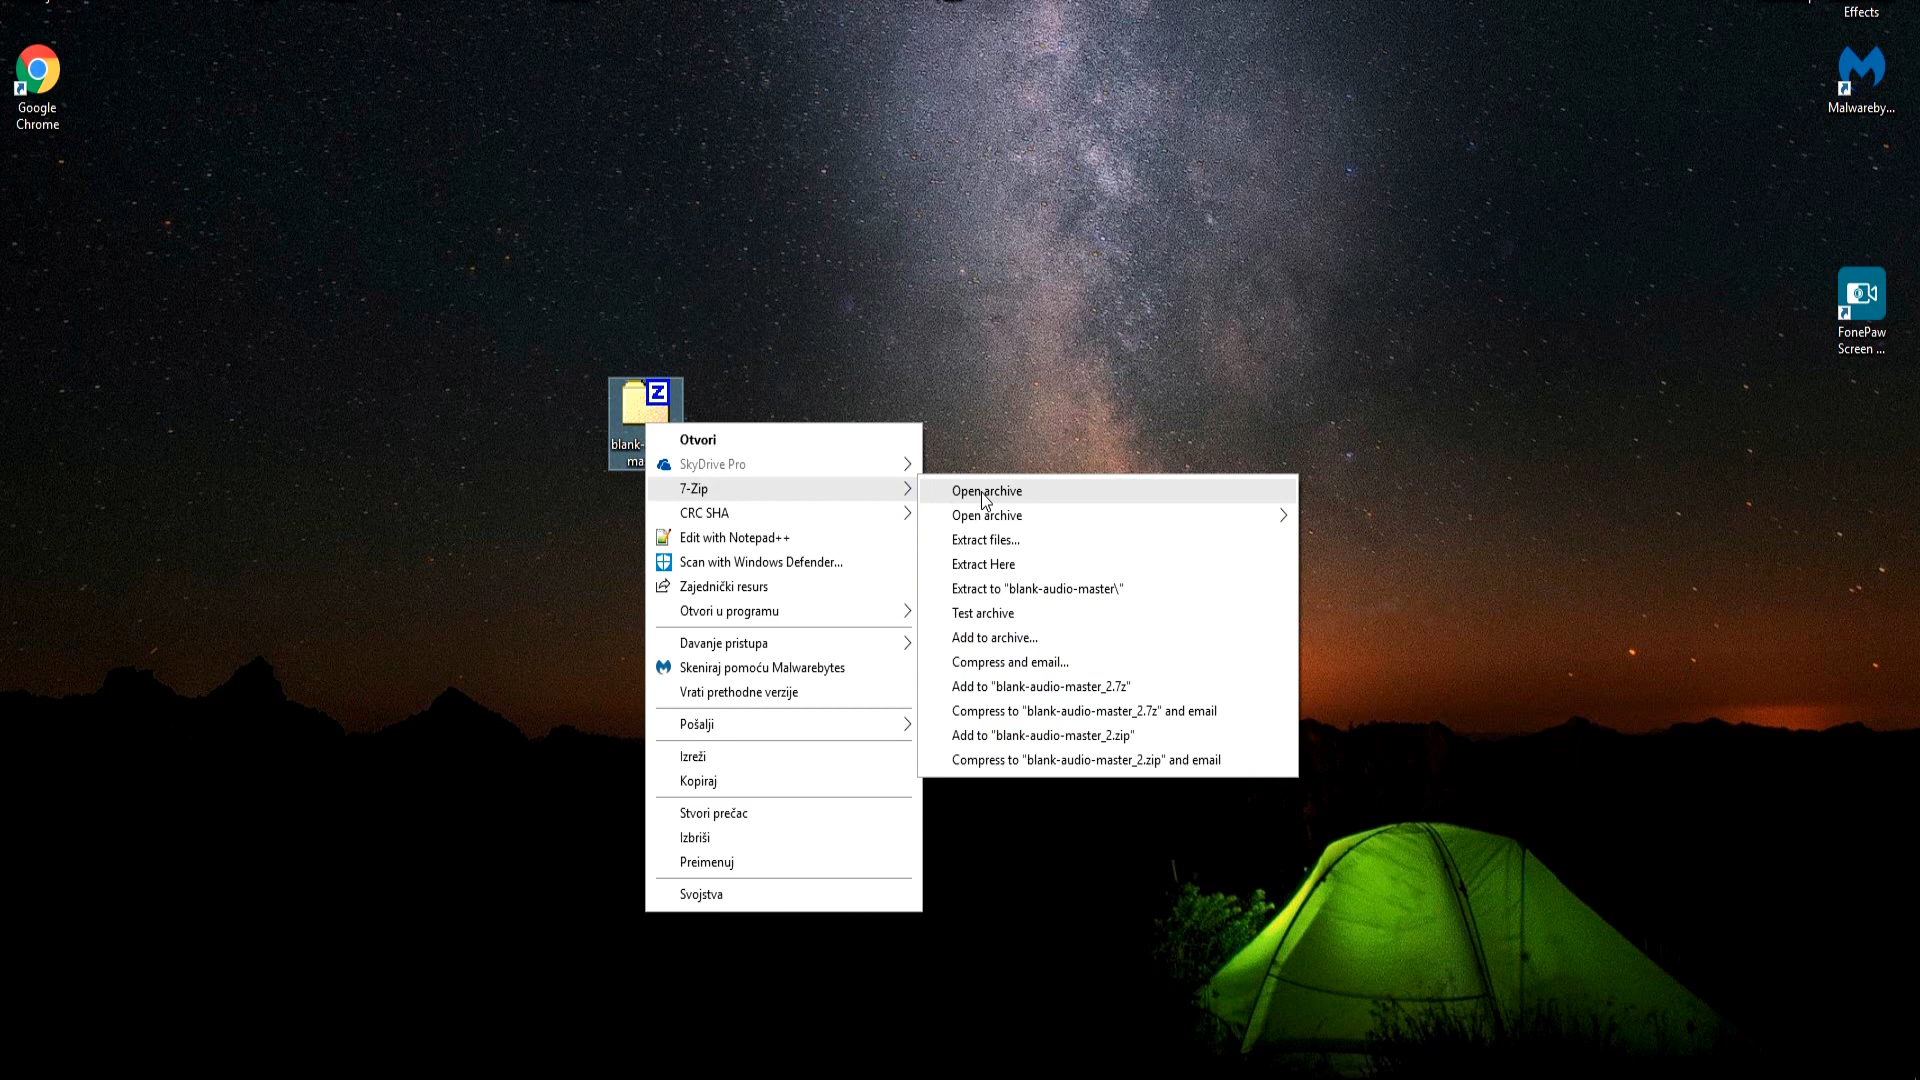 Effects
Google
Chrome
Malwareby...
FonePaw
Screen ...
Z
blank-
ma
Otvori
SkyDrive Pro
7-Zip
CRC SHA
Edit with Notepad++
Scan with Windows Defender...
Zajednički resurs
Otvori u programu
Davanje pristupa
Skeniraj pomoću Malwarebytes
Vrati prethodne verzije
Pošalji
Izreži
Kopiraj
Stvori prečac
Izbriši
Preimenuj
Svojstva
Open archive
Open archive
Extract files...
Extract Here
Extract to "blank-audio-master\"
Test archive
Add to archive...
Compress and email...
Add to "blank-audio-master_2.7z"
Compress to "blank-audio-master_2.7z" and email
Add to "blank-audio-master_2.zip"
Compress to "blank-audio-master_2.zip" and email